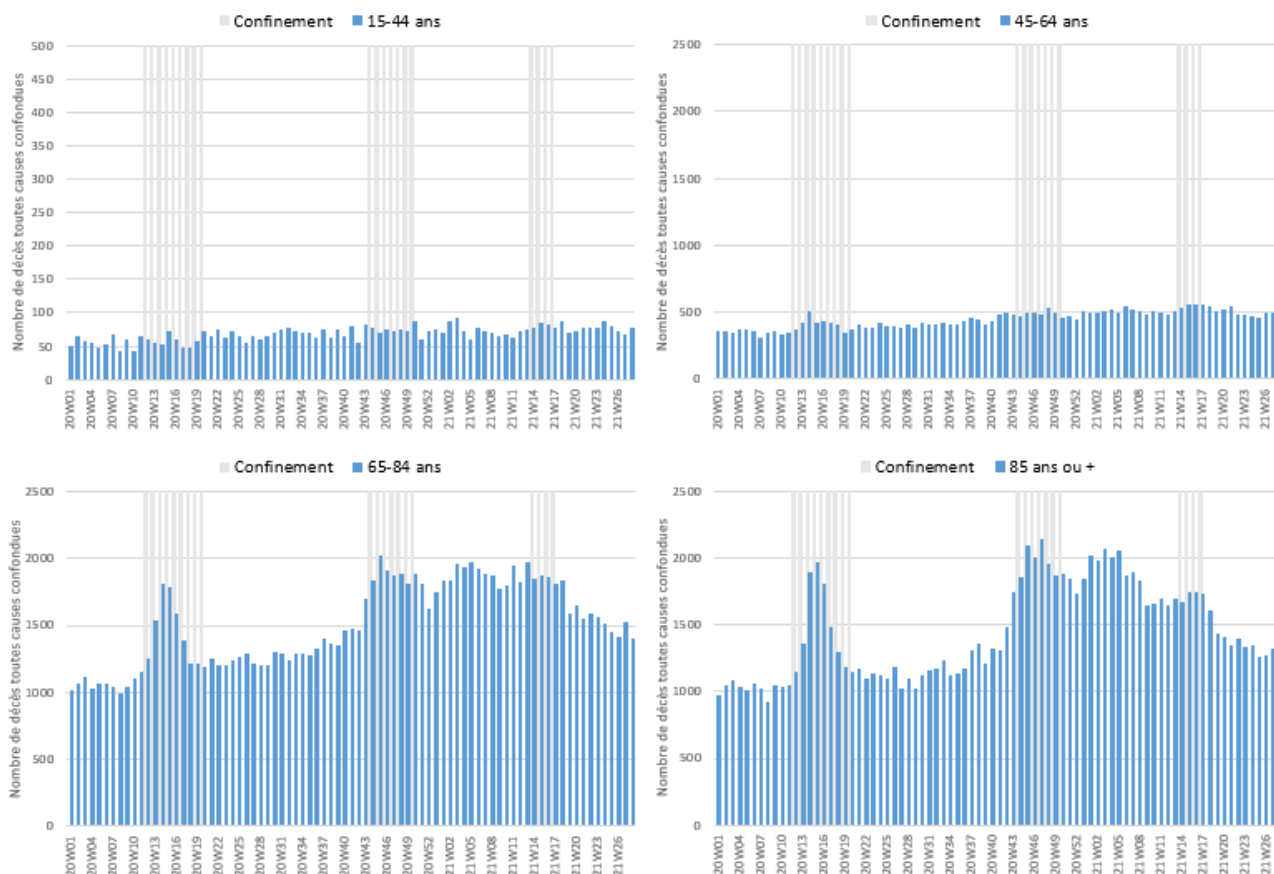 Confinement 15-44 ans
Nombre de décès toutes causes confondues
500
450
400
350
300
250
200
150
100
50
0
20W01 20W04 20W07 20W10 20W13 20W16 20W19 20W22 20W25 20W28 20W31 20W34 20W37 20W40 20W43 20W46 20W49 20W52 21W02 21W05 21W08 21W11 21W14 21W17 21W20 21W23 21W26
Confinement 45-64 ans
Nombre de décès toutes causes confondues
2500
2000
1500
1000
500
0
20W01 20W04 20W07 20W10 20W13 20W16 20W19 20W22 20W25 20W28 20W31 20W34 20W37 20W40 20W43 20W46 20W49 20W52 21W02 21W05 21W08 21W11 21W14 21W17 21W20 21W23 21W26
Confinement 65-84 ans
Nombre de décès toutes causes confondues
2500
2000
1500
1000
500
0
20W01 20W04 20W07 20W10 20W13 20W16 20W19 20W22 20W25 20W28 20W31 20W34 20W37 20W40 20W43 20W46 20W49 20W52 21W02 21W05 21W08 21W11 21W14 21W17 21W20 21W23 21W26
Confinement 85 ans ou +
Nombre de décès toutes causes confondues
2500
2000
1500
1000
500
0
20W01 20W04 20W07 20W10 20W13 20W16 20W19 20W22 20W25 20W28 20W31 20W34 20W37 20W40 20W43 20W46 20W49 20W52 21W02 21W05 21W08 21W11 21W14 21W17 21W20 21W23 21W26